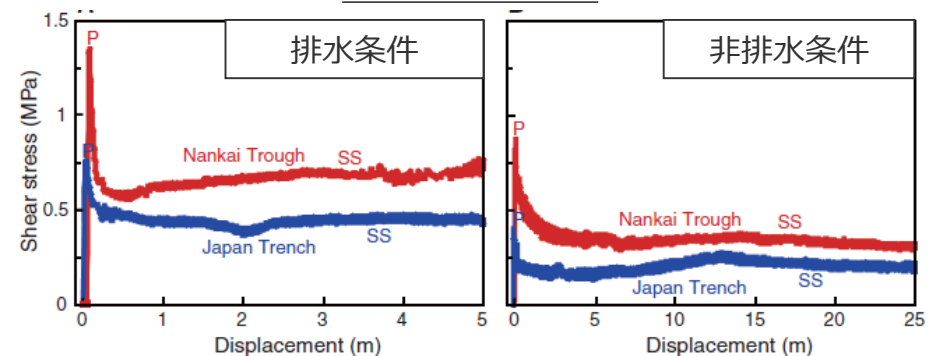 排水条件
非排水条件
Shear stress (MPa)
1.5
1
0.5
0
P
P
Nankai Trough
SS
Japan Trench
SS
0 1 2 3 4 5
Displacement (m)
P
P
Nankai Trough
SS
Japan Trench
SS
0 5 10 15 20 25
Displacement (m)